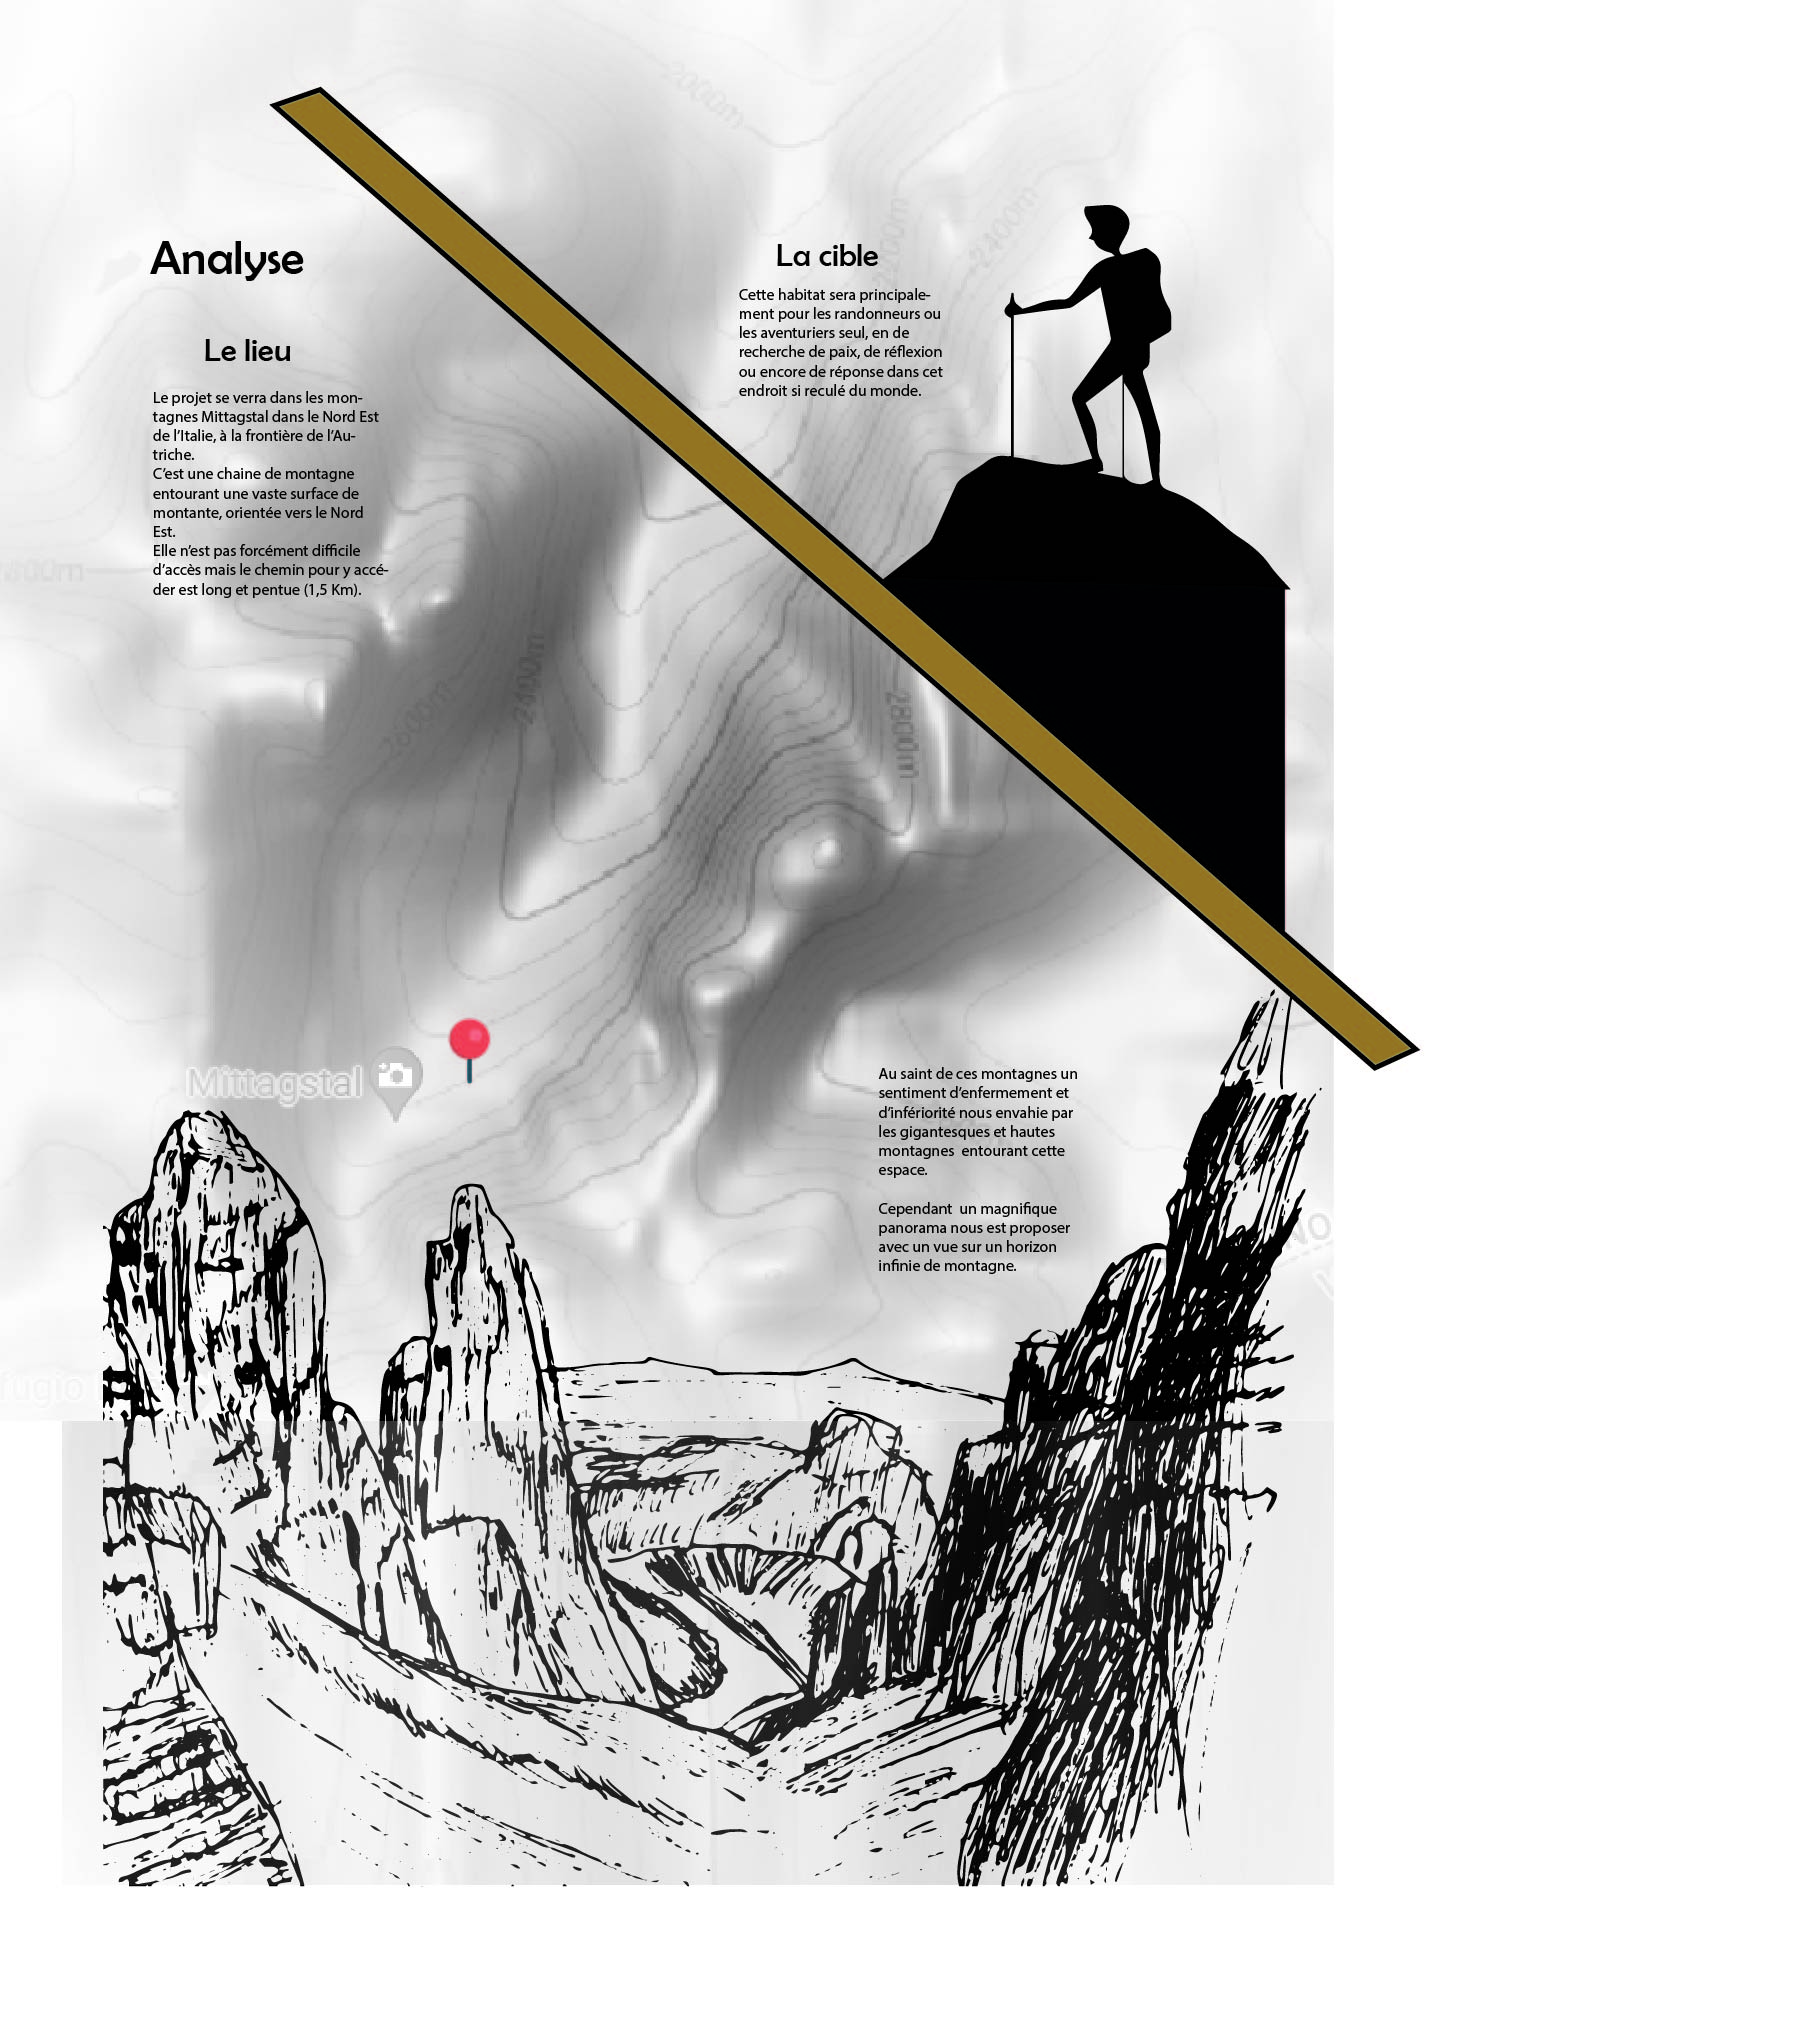 Analyse
Le lieu
Le projet se verra dans les mon-
tagnes Mittagstal dans le Nord Est
de l'Italie, à la frontière de l'Au-
triche.
C'est une chaine de montagne
entourant une vaste surface de
montante, orientée vers le Nord
Est.
Elle n'est pas forcément difficile
d'accès mais le chemin pour y accé-
der est long et pentue (1,5 Km).
La cible
Cette habitat sera principale-
ment pour les randonneurs ou
les aventuriers seul, en de
recherche de paix, de réflexion
ou encore de réponse dans cet
endroit si reculé du monde.
2000m
2400m
2800m
2600m
2400m
2800m
Mittagstal
Au saint de ces montagnes un
sentiment d'enfermement et
d'infériorité nous envahie par
les gigantesques et hautes
montagnes  entourant cette
espace.
Cependant  un magnifique
panorama nous est proposer
avec un vue sur un horizon
infinie de montagne.